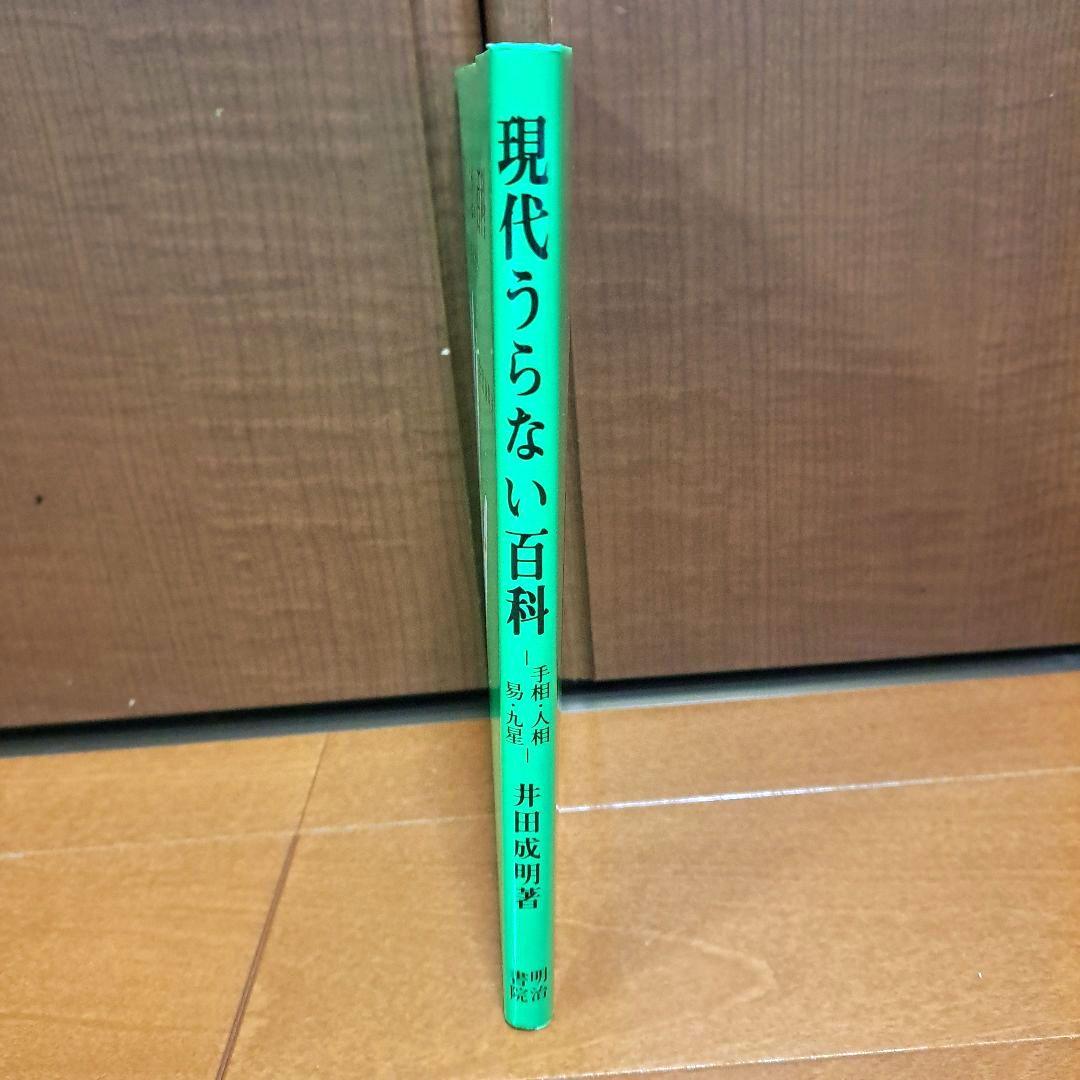 現代うらない百科
―手相・人相
易・九星―
井田成明著
明治
書院